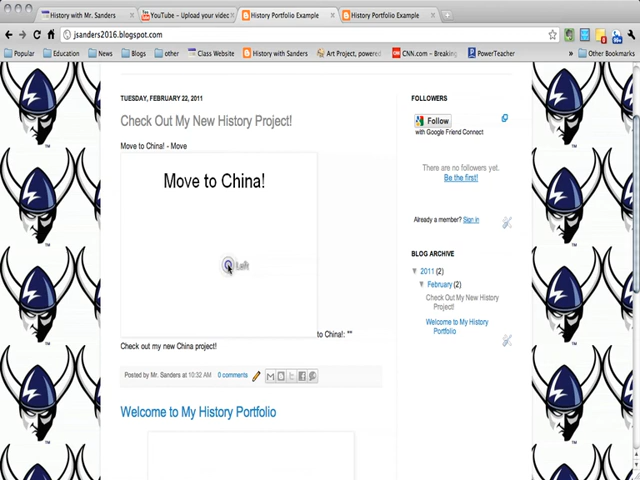 History with Mr. Sanders
YouTube - Upload your video
History Portfolio Example
History Portfolio Example
jsanders2016.blogspot.com
Popular
Education
News
Blogs
other
Class Website
History with Sanders
Art Project, powered
CNN.com – Breaking
PowerTeacher
»
Other Bookmarks
TUESDAY, FEBRUARY 22, 2011
Check Out My New History Project!
Move to China! - Move
Move to China!
Left
to China!: ""
Check out my new China project!
Posted by Mr. Sanders at 10:32 AM 0 comments
Welcome to My History Portfolio
FOLLOWERS
Follow
with Google Friend Connect
There are no followers yet.
Be the first!
Already a member? Sign in
BLOG ARCHIVE
▼ 2011 (2)
▼ February (2)
Check Out My New History
Project!
Welcome to My History
Portfolio